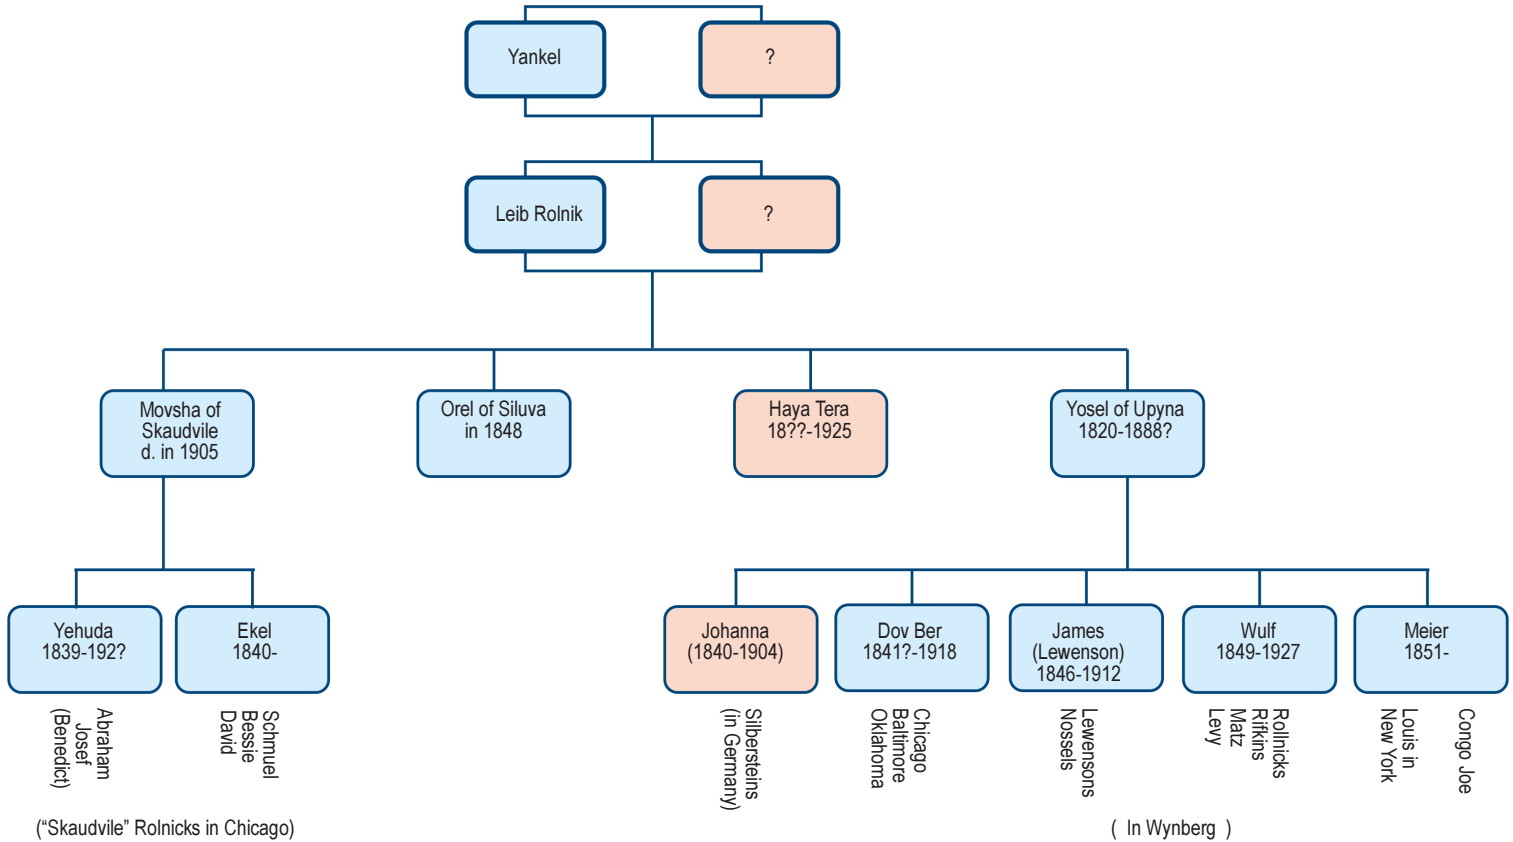 Yankel
?
Leib Rolnik
?
Movsha of
Skaudvile
d. in 1905
Orel of Siluva
in 1848
Haya Tera
18??-1925
Yosel of Upyna
1820-1888?
Yehuda
1839-192?
Ekel
1840-
Johanna
(1840-1904)
Dov Ber
1841?-1918
James
(Lewenson)
1846-1912
Wulf
1849-1927
Meier
1851-
Abraham
Josef
(Benedict)
Schmuel
Bessie
David
Silbersteins
(in Germany)
Chicago
Baltimore
Oklahoma
Lewensons
Nossels
Rollnicks
Rifkins
Matz
Levy
Louis in
New York
Congo Joe
("Skaudvile" Rolnicks in Chicago)
( In Wynberg )